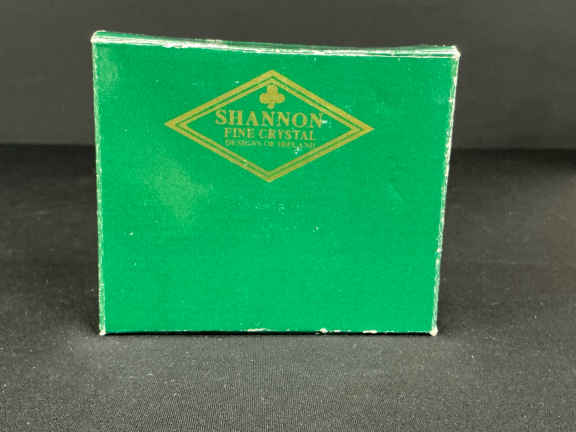 SHANNON
FINE CRYSTAL
DESIGNS OF IRELAND